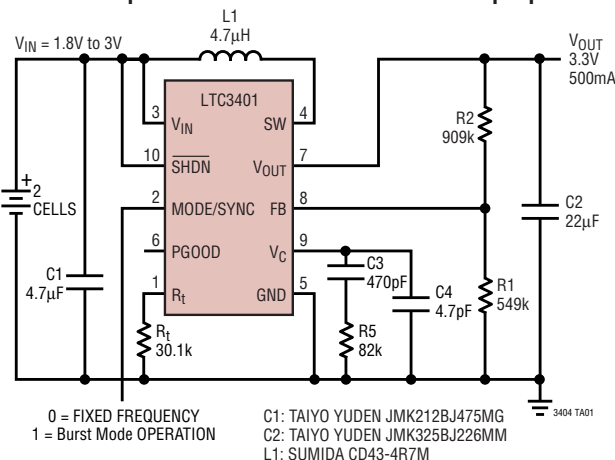 L1
4.7µH
VIN = 1.8V to 3V
VOUT
3.3V
500mA
LTC3401
3
VIN
SW
4
R2
909k
10
SHDN
VOUT
7
+
2
CELLS
2
MODE/SYNC
FB
8
C2
22µF
6
PGOOD
VC
9
C1
4.7µF
C3
470pF
1
Rt
GND
5
C4
4.7pF
R1
549k
Rt
30.1k
R5
82k
0 = FIXED FREQUENCY
1 = Burst Mode OPERATION
3404 TA01
C1: TAIYO YUDEN JMK212BJ475MG
C2: TAIYO YUDEN JMK325BJ226MM
L1: SUMIDA CD43-4R7M